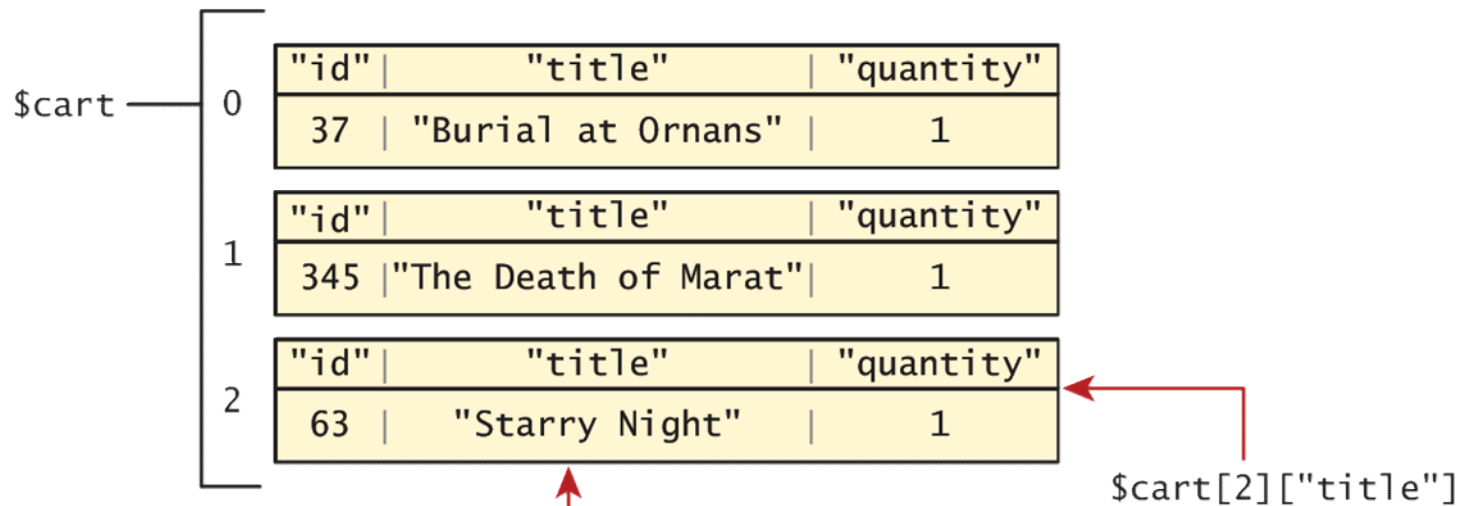 "id"| "title" | "quantity"
$cart 0
37 | "Burial at Ornans" | 1
"id"| "title" | "quantity"
1
345 |"The Death of Marat"| 1
"id"| "title" | "quantity"
2
63 | "Starry Night" | 1
$cart[2]["title"]